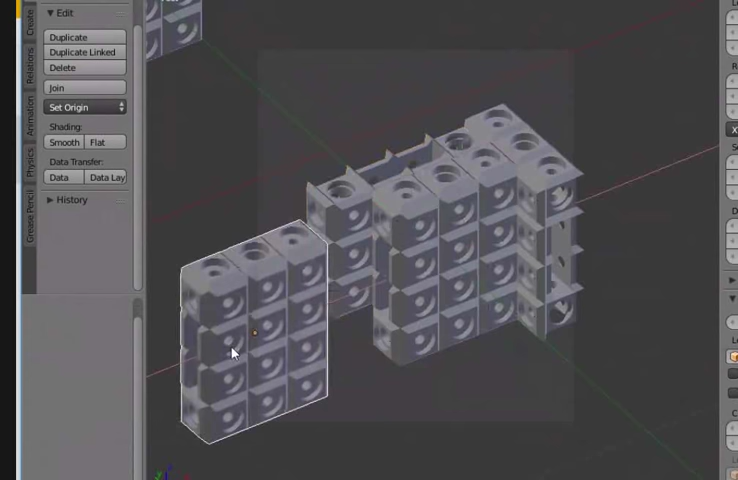 Create
Relations
Animation
Physics
Grease Pencil
Edit
Duplicate
Duplicate Linked
Delete
Join
Set Origin
Shading:
Smooth Flat
Data Transfer:
Data Data Lay
History